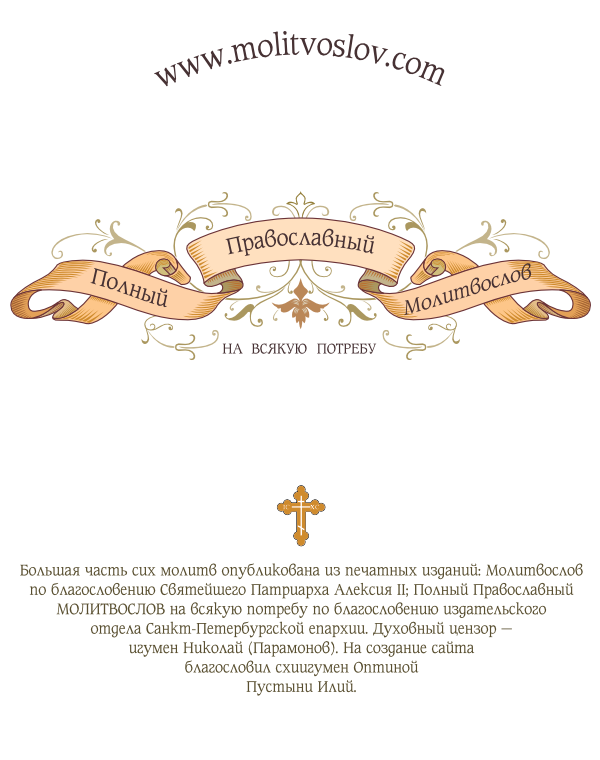 www.molitvoslov.com
Полный
Православный
Молитвослов
НА ВСЯКУЮ ПОТРЕБУ
IC XC
Большая часть сих молитв опубликована из печатных изданий: Молитвослов
по благословению Святейшего Патриарха Алексия II; Полный Православный
МОЛИТВОСЛОВ на всякую потребу по благословению издательского
отдела Санкт-Петербургской епархии. Духовный цензор —
игумен Николай (Парамонов). На создание сайта
благословил схиигумен Оптиной
Пустыни Илий.